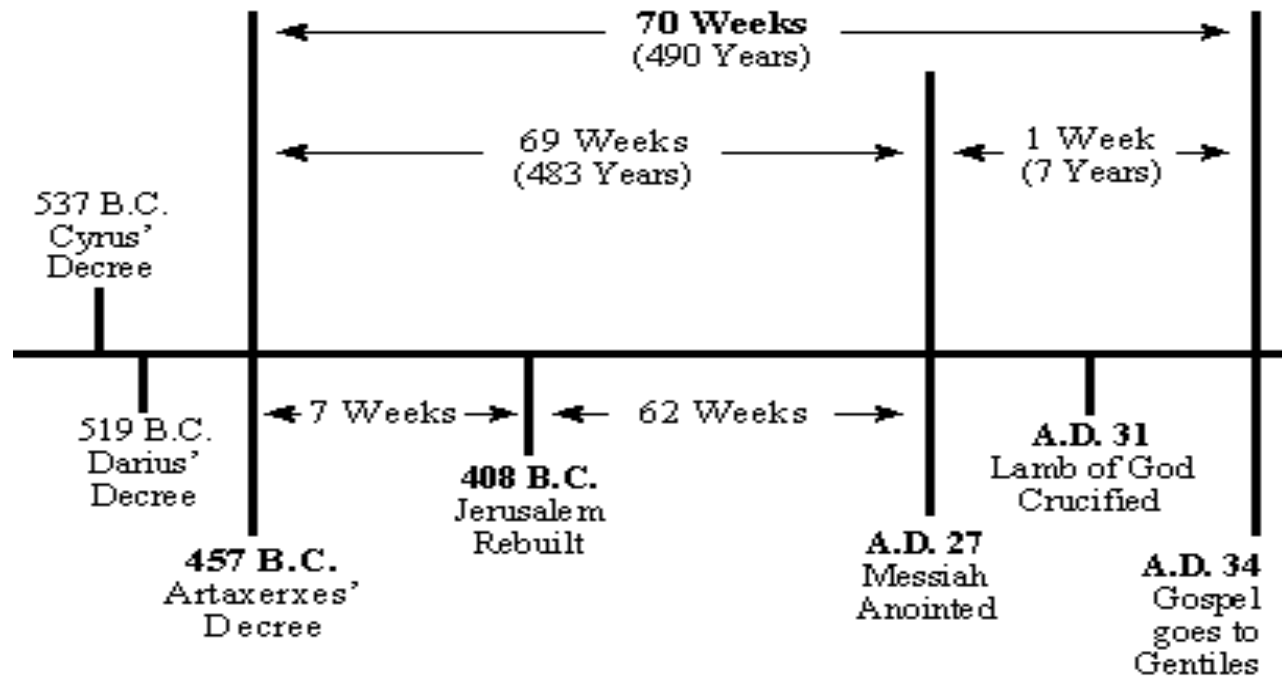 70 Weeks
(490 Years)
69 Weeks
(483 Years)
1 Week
(7 Years)
537 B.C.
Cyrus’
Decree
519 B.C.
Darius’
Decree
7 Weeks
62 Weeks
457 B.C.
Artaxerxes’
Decree
408 B.C.
Jerusalem
Rebuilt
A.D. 27
Messiah
Anointed
A.D. 31
Lamb of God
Crucified
A.D. 34
Gospel
goes to
Gentiles